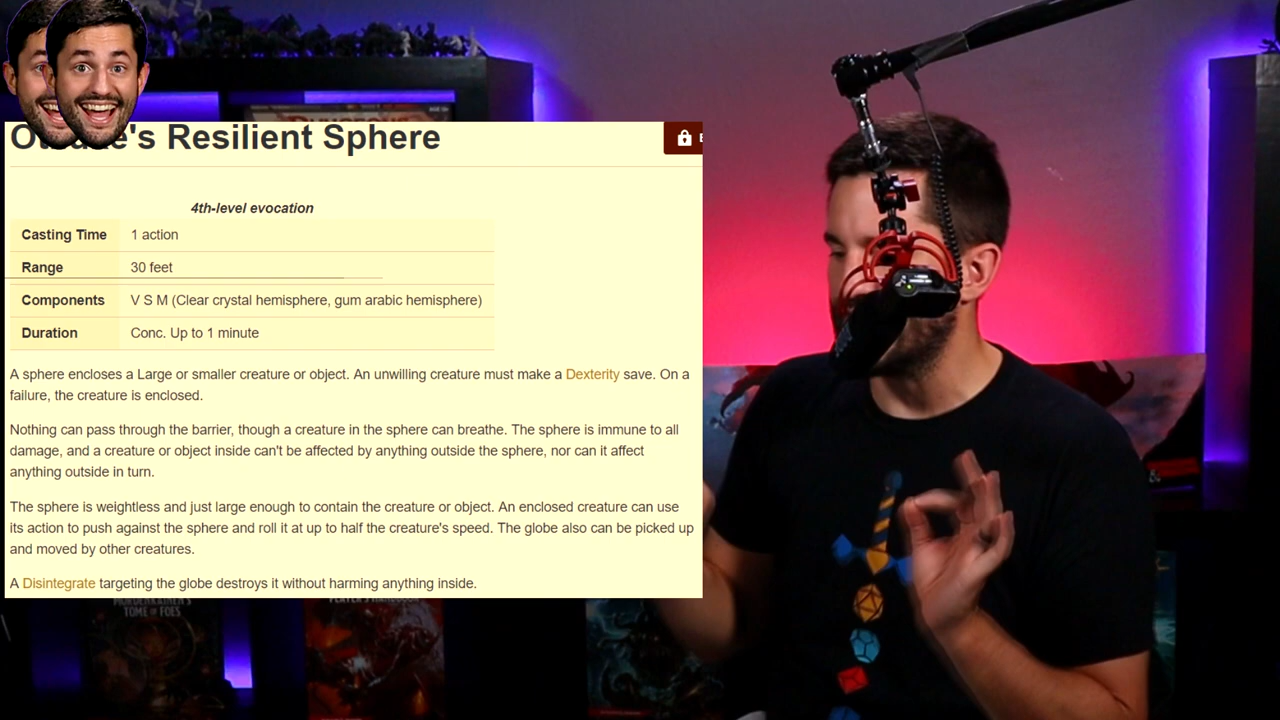 's Resilient Sphere
4th-level evocation
Casting Time 1 action
Range 30 feet
Components V S M (Clear crystal hemisphere, gum arabic hemisphere)
Duration Conc. Up to 1 minute
A sphere encloses a Large or smaller creature or object. An unwilling creature must make a Dexterity save. On a
failure, the creature is enclosed.
Nothing can pass through the barrier, though a creature in the sphere can breathe. The sphere is immune to all
damage, and a creature or object inside can't be affected by anything outside the sphere, nor can it affect
anything outside in turn.
The sphere is weightless and just large enough to contain the creature or object. An enclosed creature can use
its action to push against the sphere and roll it at up to half the creature's speed. The globe also can be picked up
and moved by other creatures.
A Disintegrate targeting the globe destroys it without harming anything inside.
TOME OF FOES